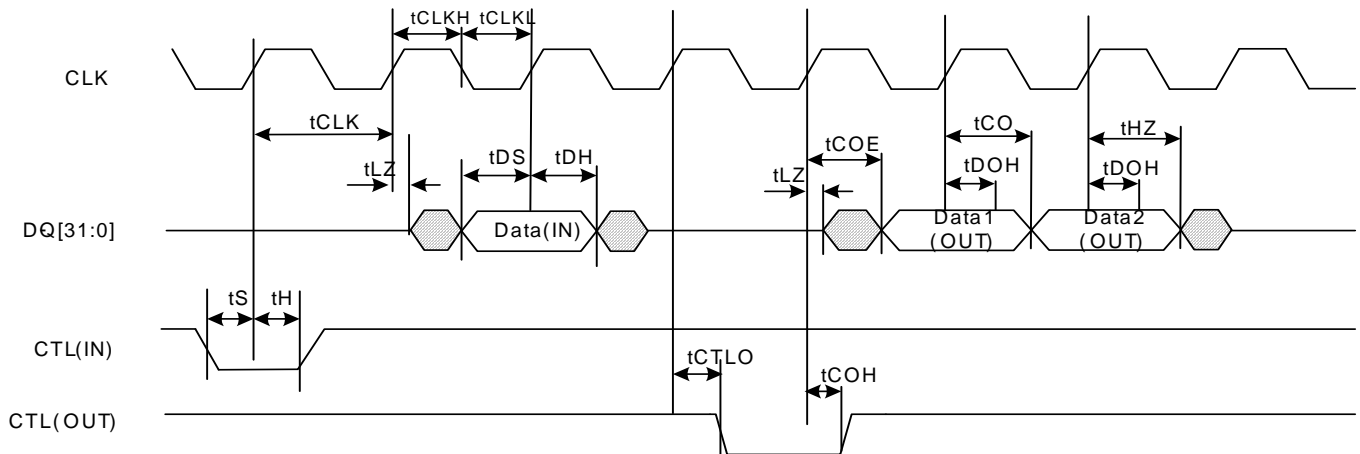 tCLKH tCLKL
CLK
tCLK
tCO tHZ
tCOE
tDS tDH
tLZ
tLZ
tDOH tDOH
DQ[31:0]
Data(IN)
Data1
(OUT)
Data2
(OUT)
tS tH
CTL(IN)
tCTLO
tCOH
CTL(OUT)